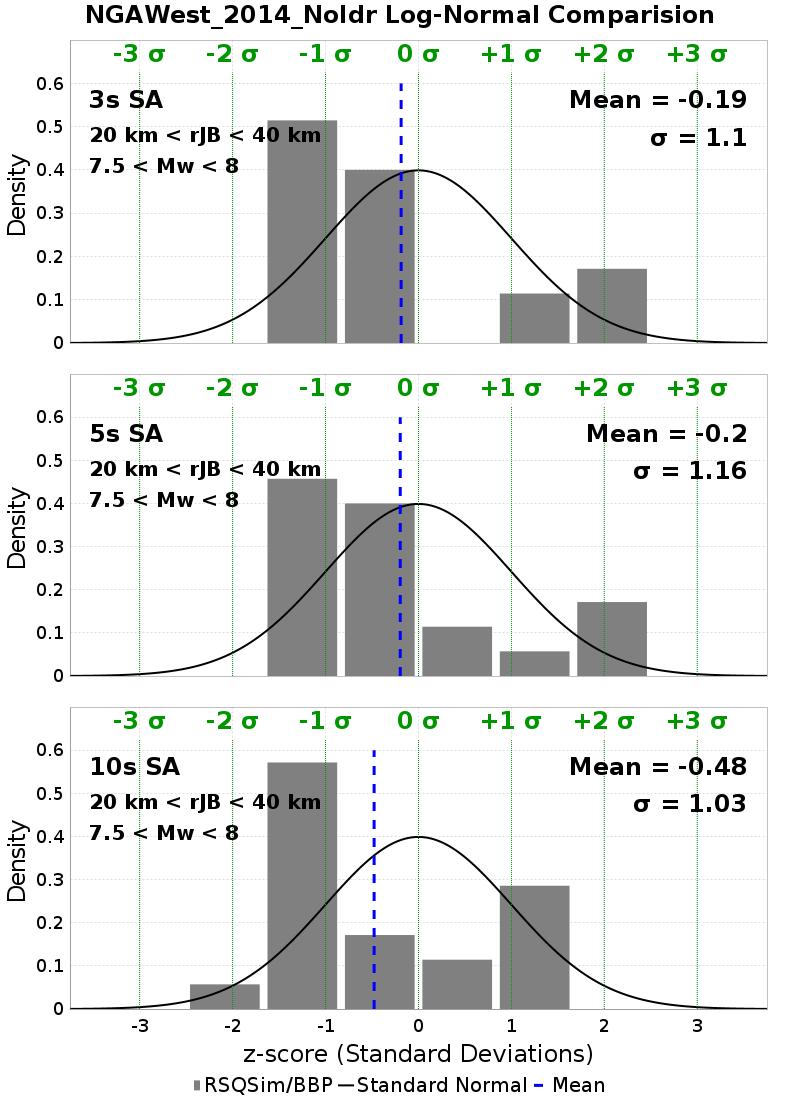 NGAWest_2014_NoIdr Log-Normal Comparision
-3 σ -2 σ -1 σ 0 σ +1 σ +2 σ +3 σ
3s SA
Mean = -0.19
20 km < rJB < 40 km
σ = 1.1
7.5 < Mw < 8
Density
0.6
0.5
0.4
0.3
0.2
0.1
0
-3 σ -2 σ -1 σ 0 σ +1 σ +2 σ +3 σ
5s SA
Mean = -0.2
20 km < rJB < 40 km
σ = 1.16
7.5 < Mw < 8
Density
0.6
0.5
0.4
0.3
0.2
0.1
0
-3 σ -2 σ -1 σ 0 σ +1 σ +2 σ +3 σ
10s SA
Mean = -0.48
20 km < rJB < 40 km
σ = 1.03
7.5 < Mw < 8
Density
0.6
0.5
0.4
0.3
0.2
0.1
0
-3 -2 -1 0 1 2 3
z-score (Standard Deviations)
RSQSim/BBP Standard Normal Mean